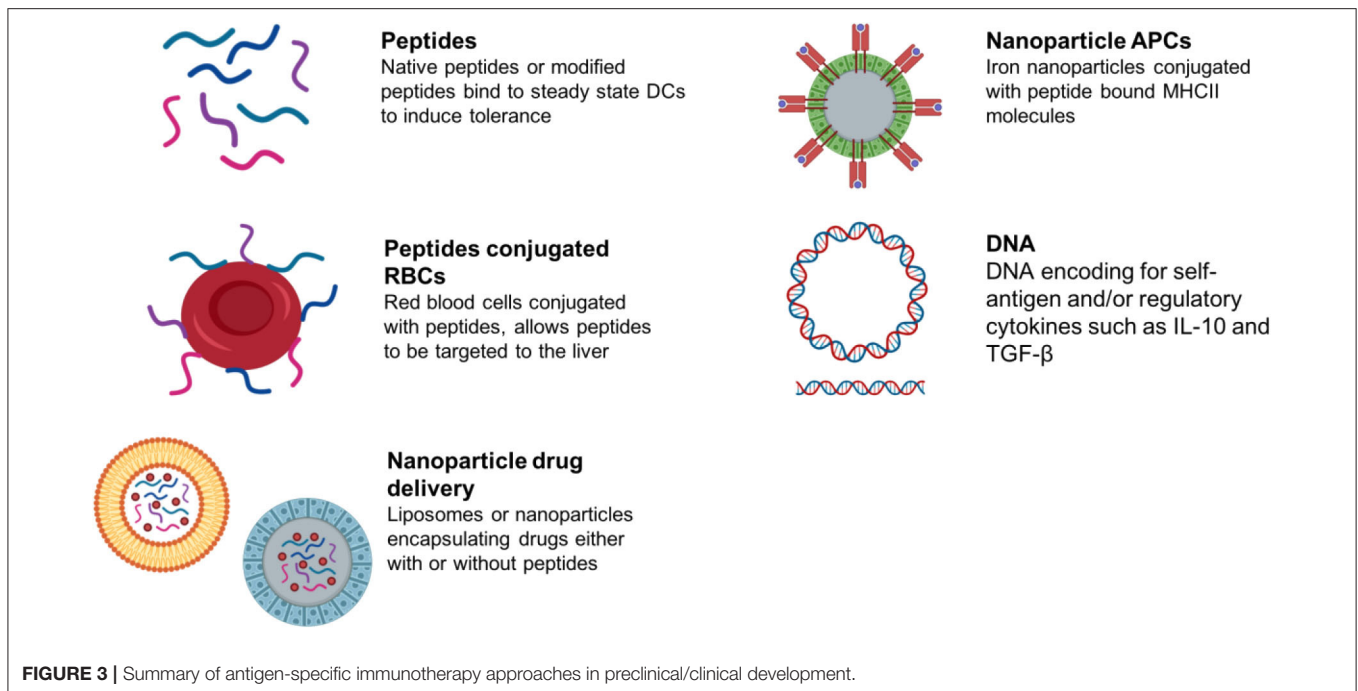 Peptides
Native peptides or modified
peptides bind to steady state DCs
to induce tolerance
Nanoparticle APCs
Iron nanoparticles conjugated
with peptide bound MHCII
molecules
Peptides conjugated
RBCs
Red blood cells conjugated
with peptides, allows peptides
to be targeted to the liver
DNA
DNA encoding for self-
antigen and/or regulatory
cytokines such as IL-10 and
TGF-β
Nanoparticle drug
delivery
Liposomes or nanoparticles
encapsulating drugs either
with or without peptides
FIGURE 3 | Summary of antigen-specific immunotherapy approaches in preclinical/clinical development.